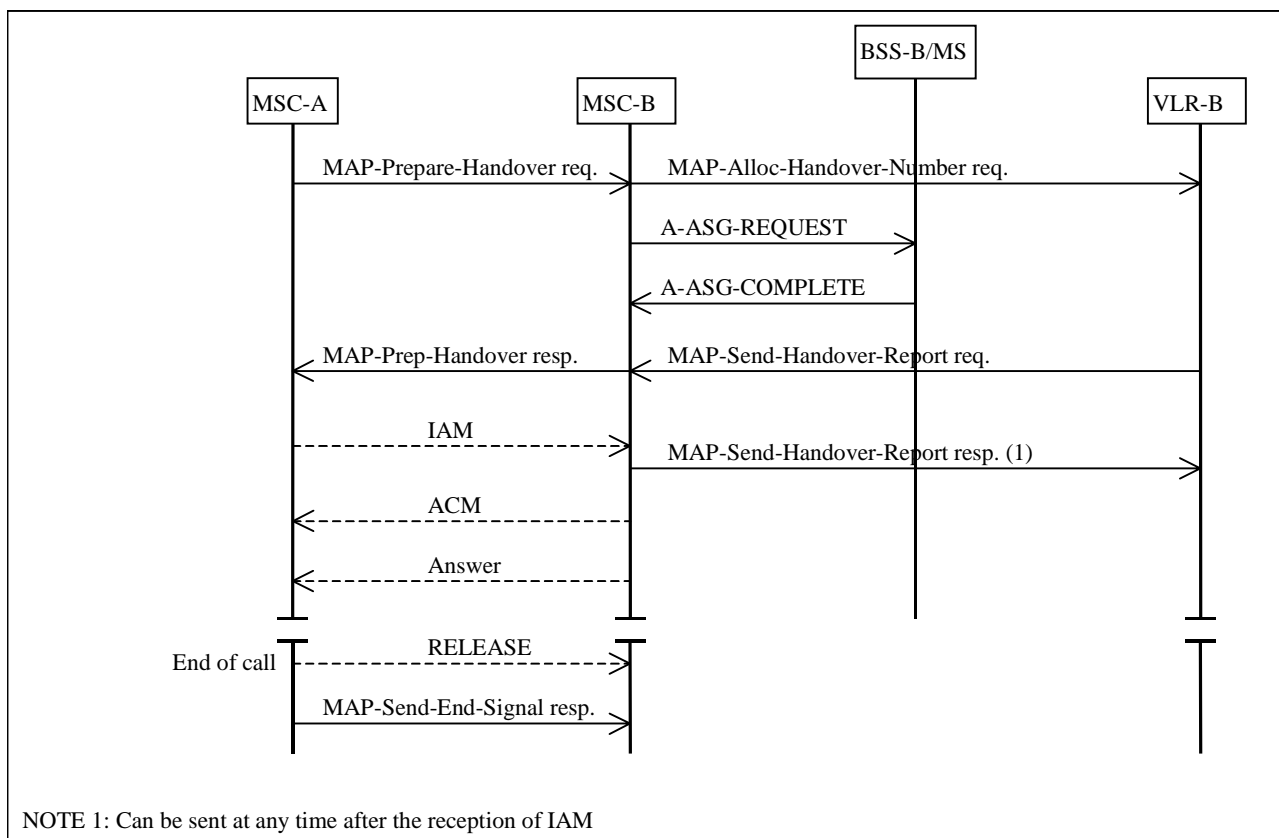 BSS-B/MS
MSC-A
MSC-B
VLR-B
MAP-Prepare-Handover req.
MAP-Alloc-Handover-Number req.
A-ASG-REQUEST
A-ASG-COMPLETE
MAP-Prep-Handover resp.
MAP-Send-Handover-Report req.
IAM
MAP-Send-Handover-Report resp. (1)
ACM
Answer
RELEASE
End of call
MAP-Send-End-Signal resp.
NOTE 1: Can be sent at any time after the reception of IAM